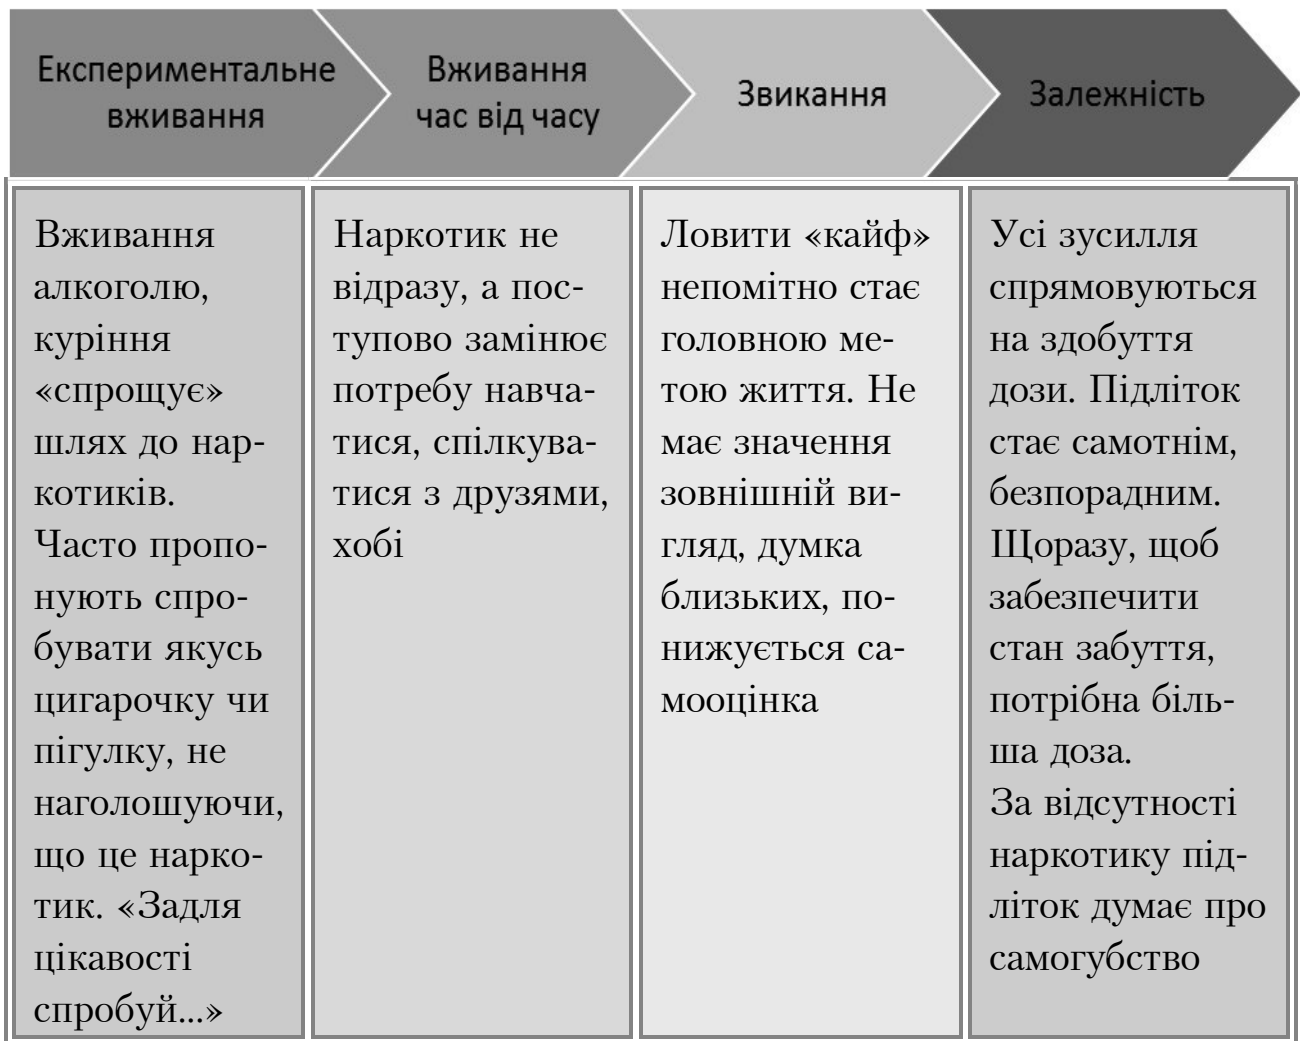 Експериментальне
вживання
Вживання
час від часу
Звикання
Залежність
Вживання
алкоголю,
куріння
«спрощує»
шлях до нар-
котиків.
Часто пропо-
нують спро-
бувати якусь
цигарочку чи
пігулку, не
наголошуючи,
що це нарко-
тик. «Задля
цікавості
спробуй...»
Наркотик не
відразу, а пос-
тупово замінює
потребу навча-
тися, спілкува-
тися з друзями,
хобі
Ловити «кайф»
непомітно стає
головною ме-
тою життя. Не
має значення
зовнішній ви-
гляд, думка
близьких, по-
нижується са-
мооцінка
Усі зусилля
спрямовуються
на здобуття
дози. Підліток
стає самотнім,
безпорадним.
Щоразу, щоб
забезпечити
стан забуття,
потрібна біль-
ша доза.
За відсутності
наркотику під-
літок думає про
самогубство